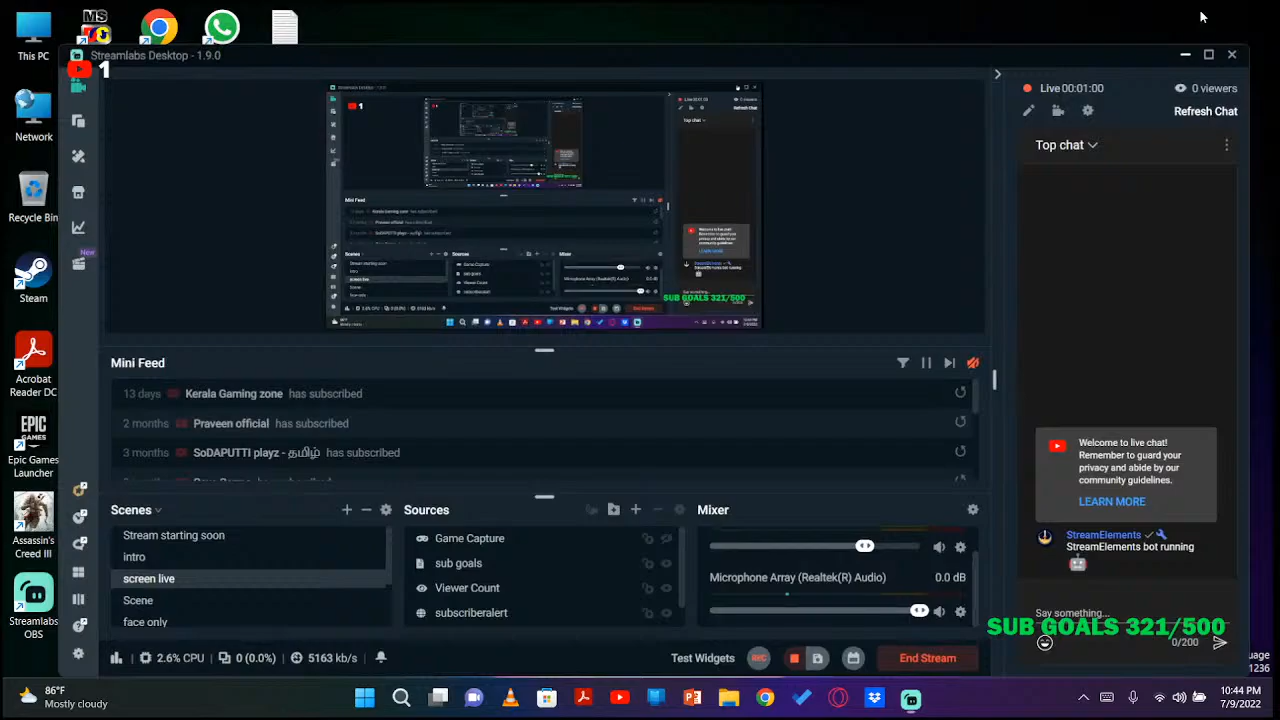 This PC
Network
Recycle Bin
Steam
Acrobat
Reader DC
Epic Games
Launcher
Assassin's
Creed III
Streamlabs
OBS
Streamlabs Desktop - 1.9.0
1
New
Live
viewers
Refresh Chat
Top chat
Mini Feed
13 days Kerala Gaming zone has subscribed
2 months Praveen official has subscribed
3 months SoDAPUTTI playz - தமிழ் has subscribed
Scenes
Stream starting soon
intro
screen live
Scene
face only
Sources
Game Capture
sub goals
Viewer Count
subscriberalert
Mixer
Microphone Array (Realtek(R) Audio) 0.0 dB
Welcome to live chat!
Remember to guard your
privacy and abide by our
community guidelines.
LEARN MORE
StreamElements
StreamElements bot running
Say something...
SUB GOALS 321/500
0/200
2.6% CPU 0 (0.0%) 5163 kb/s
Test Widgets REC End Stream
86°F
Mostly cloudy
10:44 PM
7/9/2022